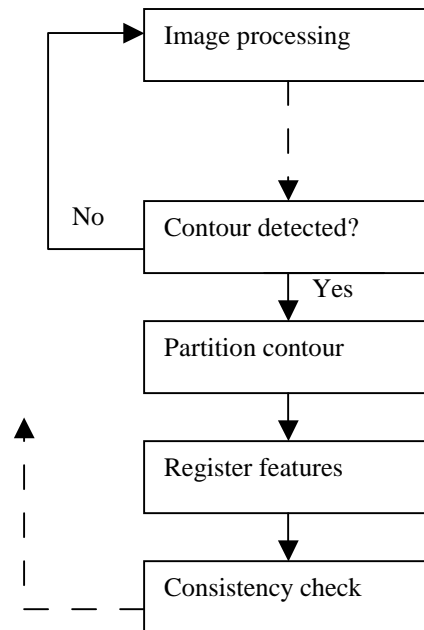 Image processing
No
Contour detected?
Yes
Partition contour
Register features
Consistency check